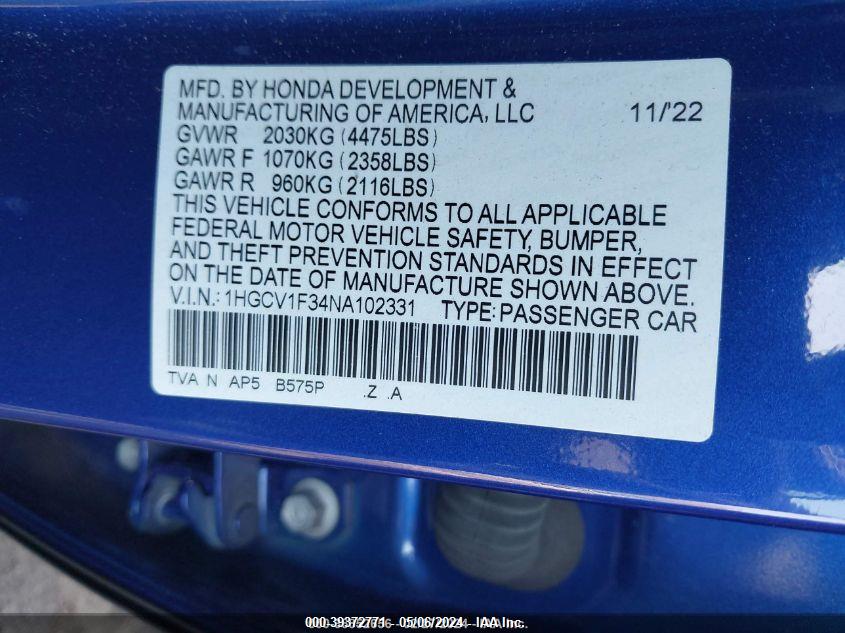 MFD. BY HONDA DEVELOPMENT &
MANUFACTURING OF AMERICA, LLC 11/'22
GVWR 2030KG (4475LBS)
GAWR F 1070KG (2358LBS)
GAWR R 960KG (2116LBS)
THIS VEHICLE CONFORMS TO ALL APPLICABLE
FEDERAL MOTOR VEHICLE SAFETY, BUMPER,
AND THEFT PREVENTION STANDARDS IN EFFECT
ON THE DATE OF MANUFACTURE SHOWN ABOVE.
V.I.N.: 1HGCV1F34NA102331 TYPE: PASSENGER CAR
TVA N AP5 B575P .Z .A
000-39372771 - 05/06/2024 - IAA Inc.